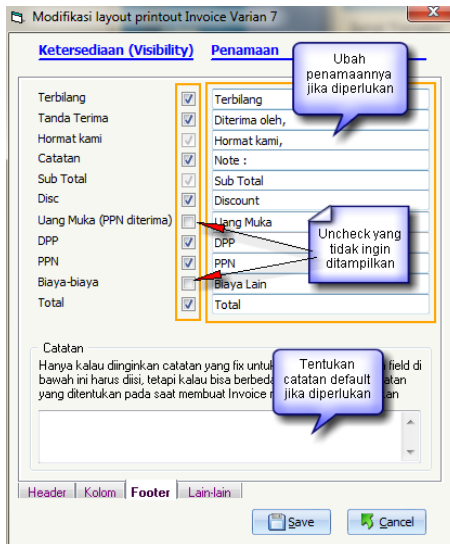 Modifikasi layout printout Invoice Varian 7
Ketersediaan (Visibility) Penamaan
Ubah
penamaannya
jika diperlukan
Terbilang Terbilang
Tanda Terima Diterima oleh,
Hormat kami Hormat kami,
Catatan Note :
Sub Total Sub Total
Disc Discount
Uang Muka (PPN diterima) Uang Muka
DPP DPP
PPN PPN
Biaya-biaya Biaya Lain
Total Total
Uncheck yang
tidak ingin
ditampilkan
Catatan
Hanya kalau diinginkan catatan yang fix untuk field di
bawah ini harus diisi, tetapi kalau bisa berbeda
yang ditentukan pada saat membuat Invoice
Tentukan
catatan default
jika diperlukan
Header Kolom Footer Lain-lain
Save Cancel